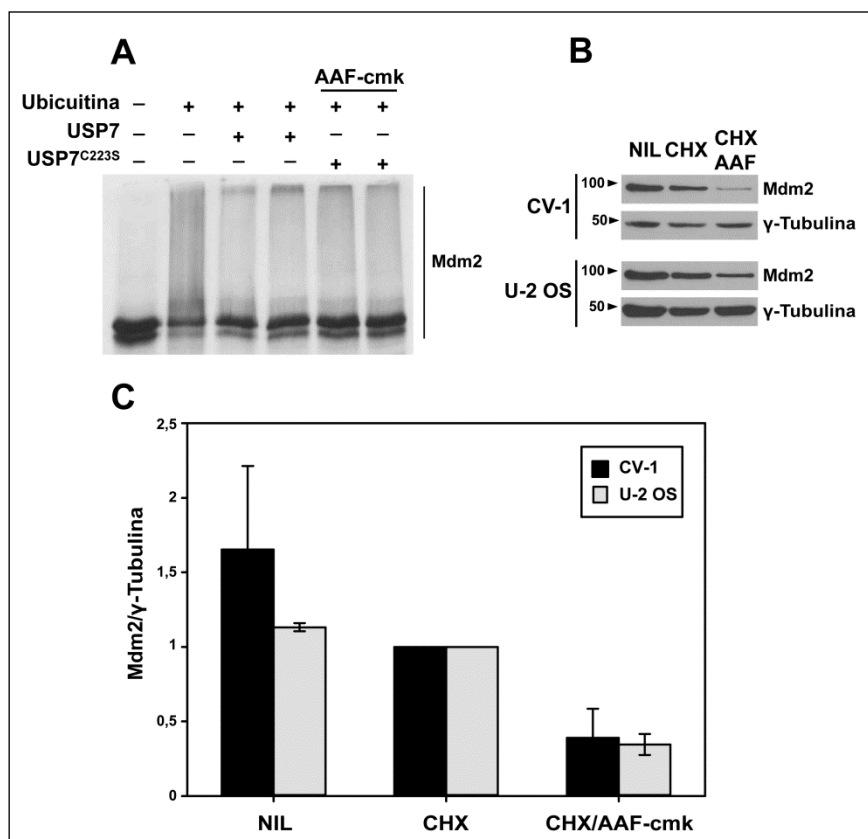 A
AAF-cmk
Ubicuitina – + + + + +
USP7 – – + + – –
USP7C223S – – – – + +
Mdm2
B
NIL CHX CHX AAF
CV-1
100 Mdm2
50 γ-Tubulina
U-2 OS
100 Mdm2
50 γ-Tubulina
C
Mdm2/γ-Tubulina
2,5
2
1,5
1
0,5
0
CV-1
U-2 OS
NIL CHX CHX/AAF-cmk